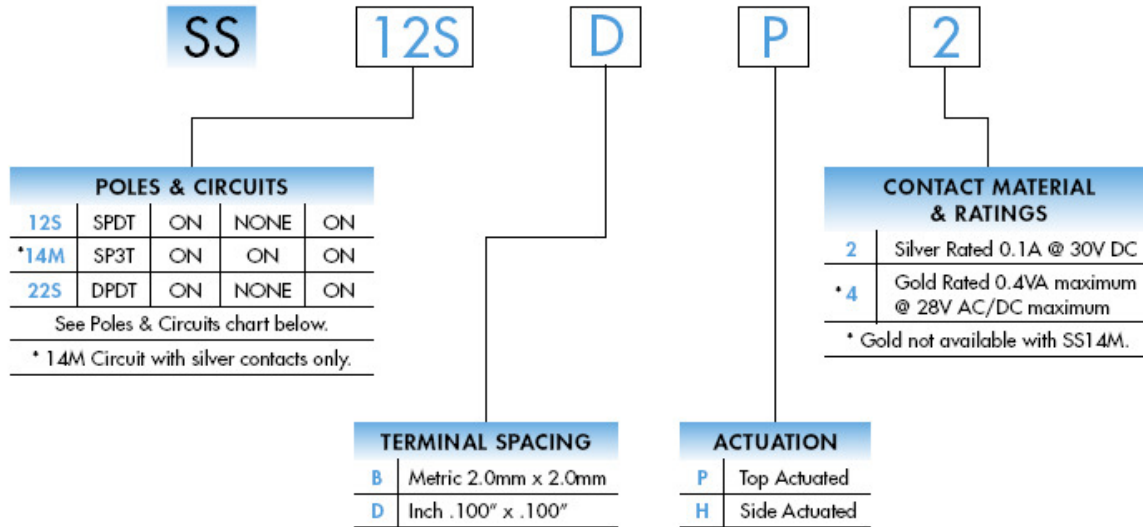 SS 12S D P 2
POLES & CIRCUITS
12S SPDT ON NONE ON
*14M SP3T ON ON ON
22S DPDT ON NONE ON
See Poles & Circuits chart below.
* 14M Circuit with silver contacts only.
CONTACT MATERIAL
& RATINGS
2 Silver Rated 0.1A @ 30V DC
*4 Gold Rated 0.4VA maximum
@ 28V AC/DC maximum
* Gold not available with SS14M.
TERMINAL SPACING
B Metric 2.0mm x 2.0mm
D Inch .100" x .100"
ACTUATION
P Top Actuated
H Side Actuated